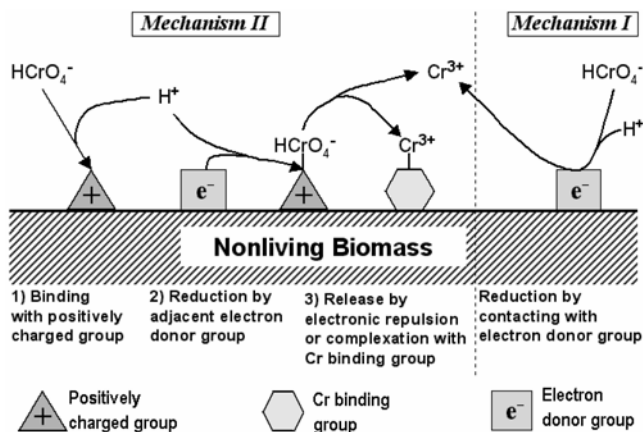 Mechanism II
Mechanism I
HCrO₄⁻
H⁺
HCrO₄⁻
Cr³⁺
Cr³⁺
HCrO₄⁻
H⁺
+
e⁻
+
e⁻
Nonliving Biomass
1) Binding
with positively
charged group
2) Reduction by
adjacent electron
donor group
3) Release by
electronic repulsion
or complexation with
Cr binding group
Reduction by
contacting with
electron donor group
+
Positively
charged group
Cr binding
group
e⁻
Electron
donor group